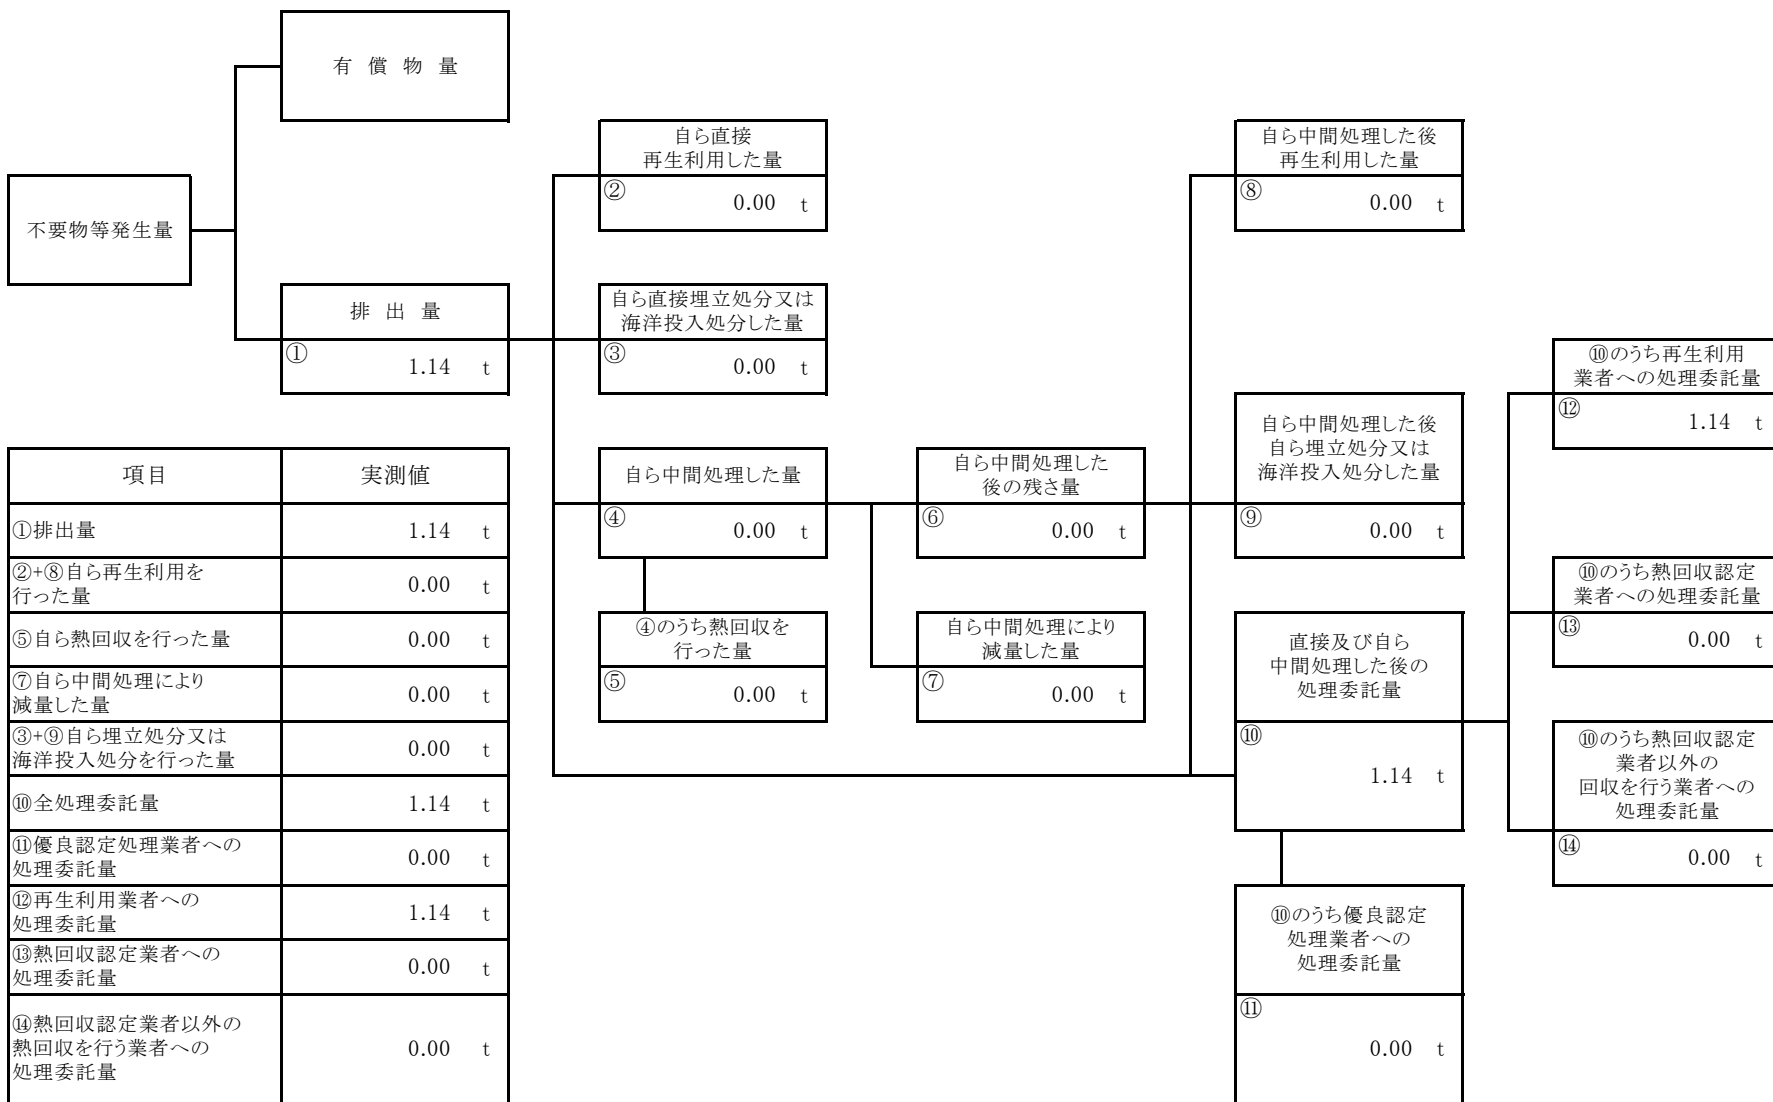 有 償 物 量
自ら直接
再生利用した量
②
0.00 t
自ら中間処理した後
再生利用した量
⑧
0.00 t
不要物等発生量
排 出 量
①
1.14 t
自ら直接埋立処分又は
海洋投入処分した量
③
0.00 t
⑩のうち再生利用
業者への処理委託量
⑫
1.14 t
自ら中間処理した量
④
0.00 t
自ら中間処理した
後の残さ量
⑥
0.00 t
自ら中間処理した後
自ら埋立処分又は
海洋投入処分した量
⑨
0.00 t
④のうち熱回収を
行った量
⑤
0.00 t
自ら中間処理により
減量した量
⑦
0.00 t
直接及び自ら
中間処理した後の
処理委託量
⑩
1.14 t
⑩のうち熱回収認定
業者への処理委託量
⑬
0.00 t
⑩のうち熱回収認定
業者以外の
回収を行う業者への
処理委託量
⑭
0.00 t
⑩のうち優良認定
処理業者への
処理委託量
⑪
0.00 t
項目 実測値
①排出量 1.14 t
②+⑧自ら再生利用を
行った量
0.00 t
⑤自ら熱回収を行った量 0.00 t
⑦自ら中間処理により
減量した量
0.00 t
③+⑨自ら埋立処分又は
海洋投入処分を行った量
0.00 t
⑩全処理委託量 1.14 t
⑪優良認定処理業者への
処理委託量
0.00 t
⑫再生利用業者への
処理委託量
1.14 t
⑬熱回収認定業者への
処理委託量
0.00 t
⑭熱回収認定業者以外の
熱回収を行う業者への
処理委託量
0.00 t